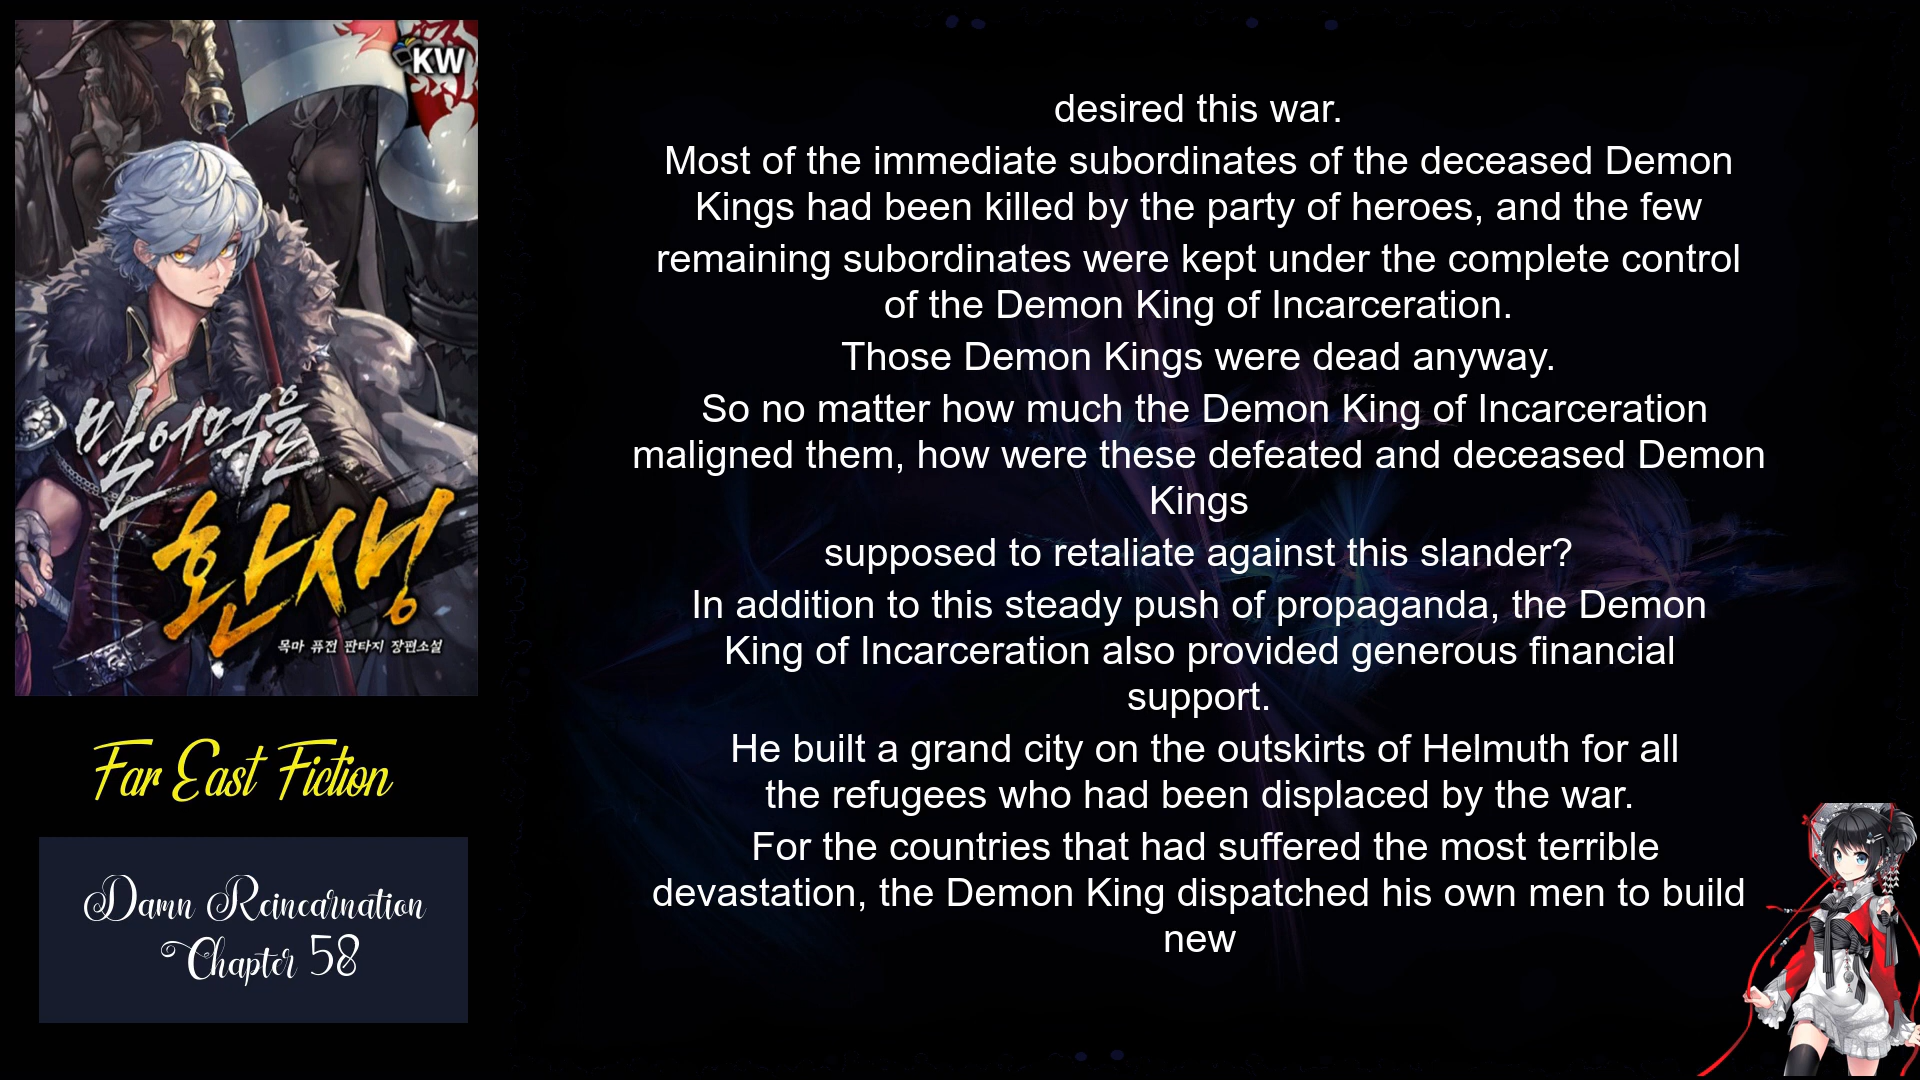 KW
빌어먹을
환생
목마 퓨전 판타지 장편소설
Far East Fiction
Damn Reincarnation
Chapter 58
desired this war.
Most of the immediate subordinates of the deceased Demon
Kings had been killed by the party of heroes, and the few
remaining subordinates were kept under the complete control
of the Demon King of Incarceration.
Those Demon Kings were dead anyway.
So no matter how much the Demon King of Incarceration
maligned them, how were these defeated and deceased Demon
Kings
supposed to retaliate against this slander?
In addition to this steady push of propaganda, the Demon
King of Incarceration also provided generous financial
support.
He built a grand city on the outskirts of Helmuth for all
the refugees who had been displaced by the war.
For the countries that had suffered the most terrible
devastation, the Demon King dispatched his own men to build
new